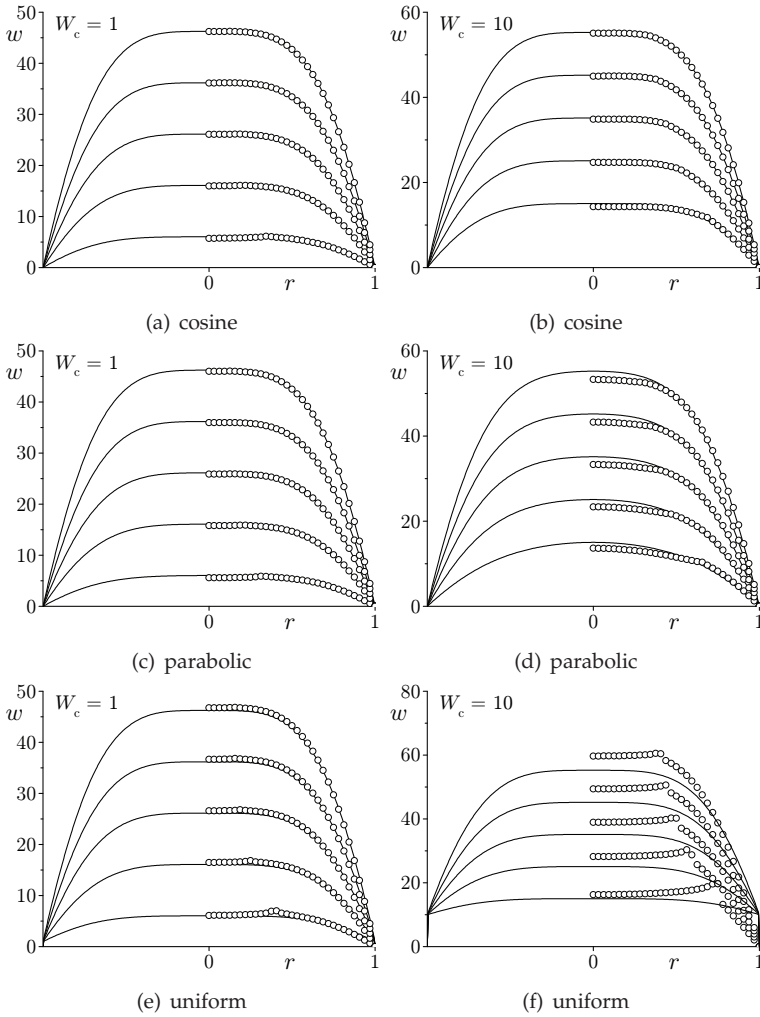 w
W_c = 1
50
40
30
20
10
0
0
r
1
(a) cosine
w
W_c = 10
60
40
20
0
0
r
1
(b) cosine
w
W_c = 1
50
40
30
20
10
0
0
r
1
(c) parabolic
w
W_c = 10
60
40
20
0
0
r
1
(d) parabolic
w
W_c = 1
50
40
30
20
10
0
0
r
1
(e) uniform
w
W_c = 10
80
60
40
20
0
0
r
1
(f) uniform